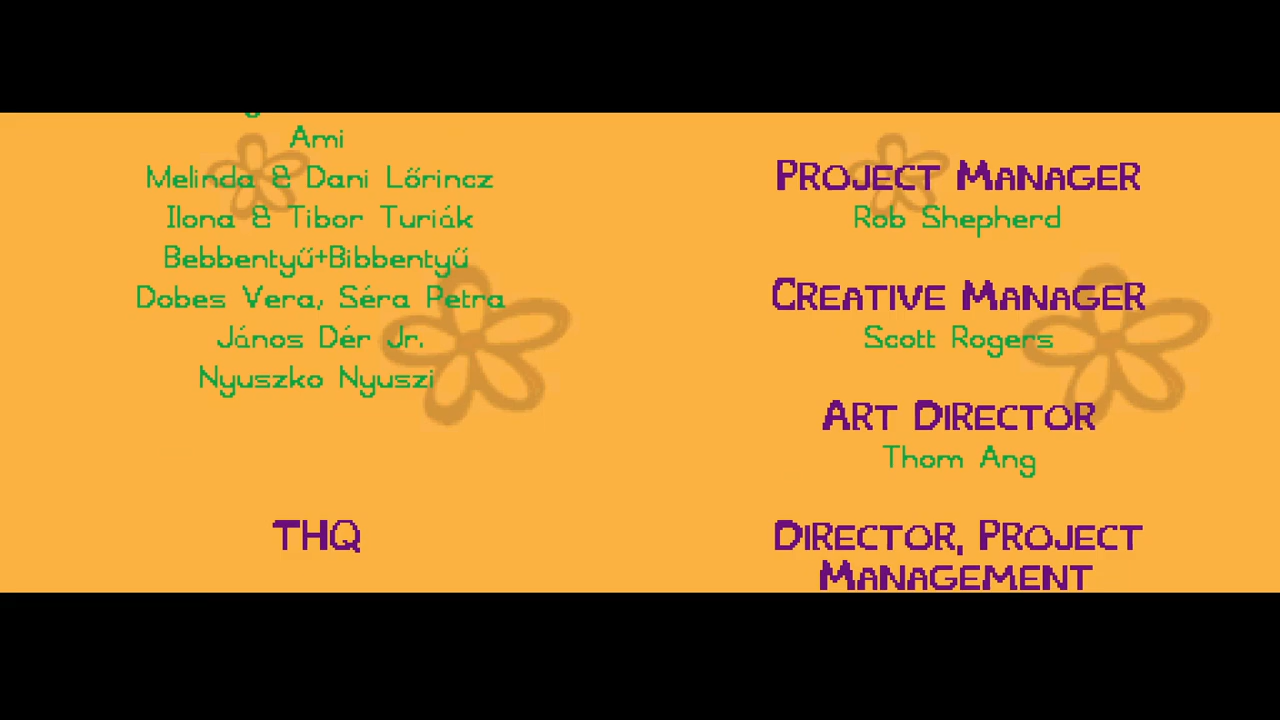 Ami
Melinda & Dani Lőrincz
Ilona & Tibor Turiák
Bebbentyű+Bibbentyű
Dobes Vera, Séra Petra
János Dér Jr.
Nyuszko Nyuszi
THQ
PROJECT MANAGER
Rob Shepherd
CREATIVE MANAGER
Scott Rogers
ART DIRECTOR
Thom Ang
DIRECTOR, PROJECT
MANAGEMENT